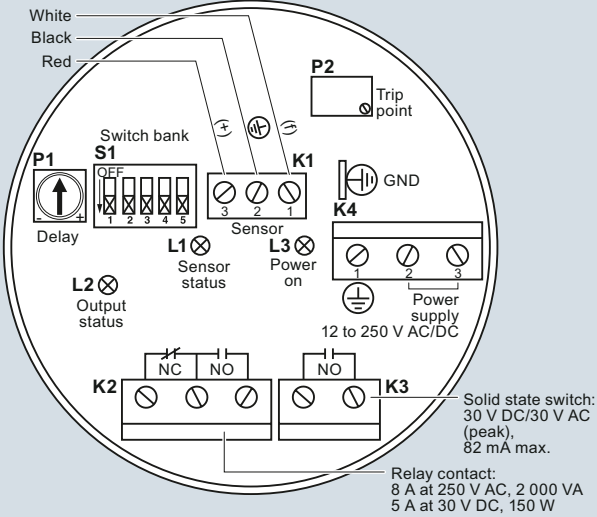 White
Black
Red
P2
Trip
point
(+)
(f)
Switch bank
P1
S1
OFF
K1
- +
1 2 3 4 5
3 2 1
GND
K4
Delay
Sensor
L1
Sensor
status
L3
Power
on
1 2 3
L2
Output
status
Power
supply
12 to 250 V AC/DC
NC
NO
NO
K2
K3
Solid state switch:
30 V DC/30 V AC
(peak),
82 mA max.
Relay contact:
8 A at 250 V AC, 2 000 VA
5 A at 30 V DC, 150 W